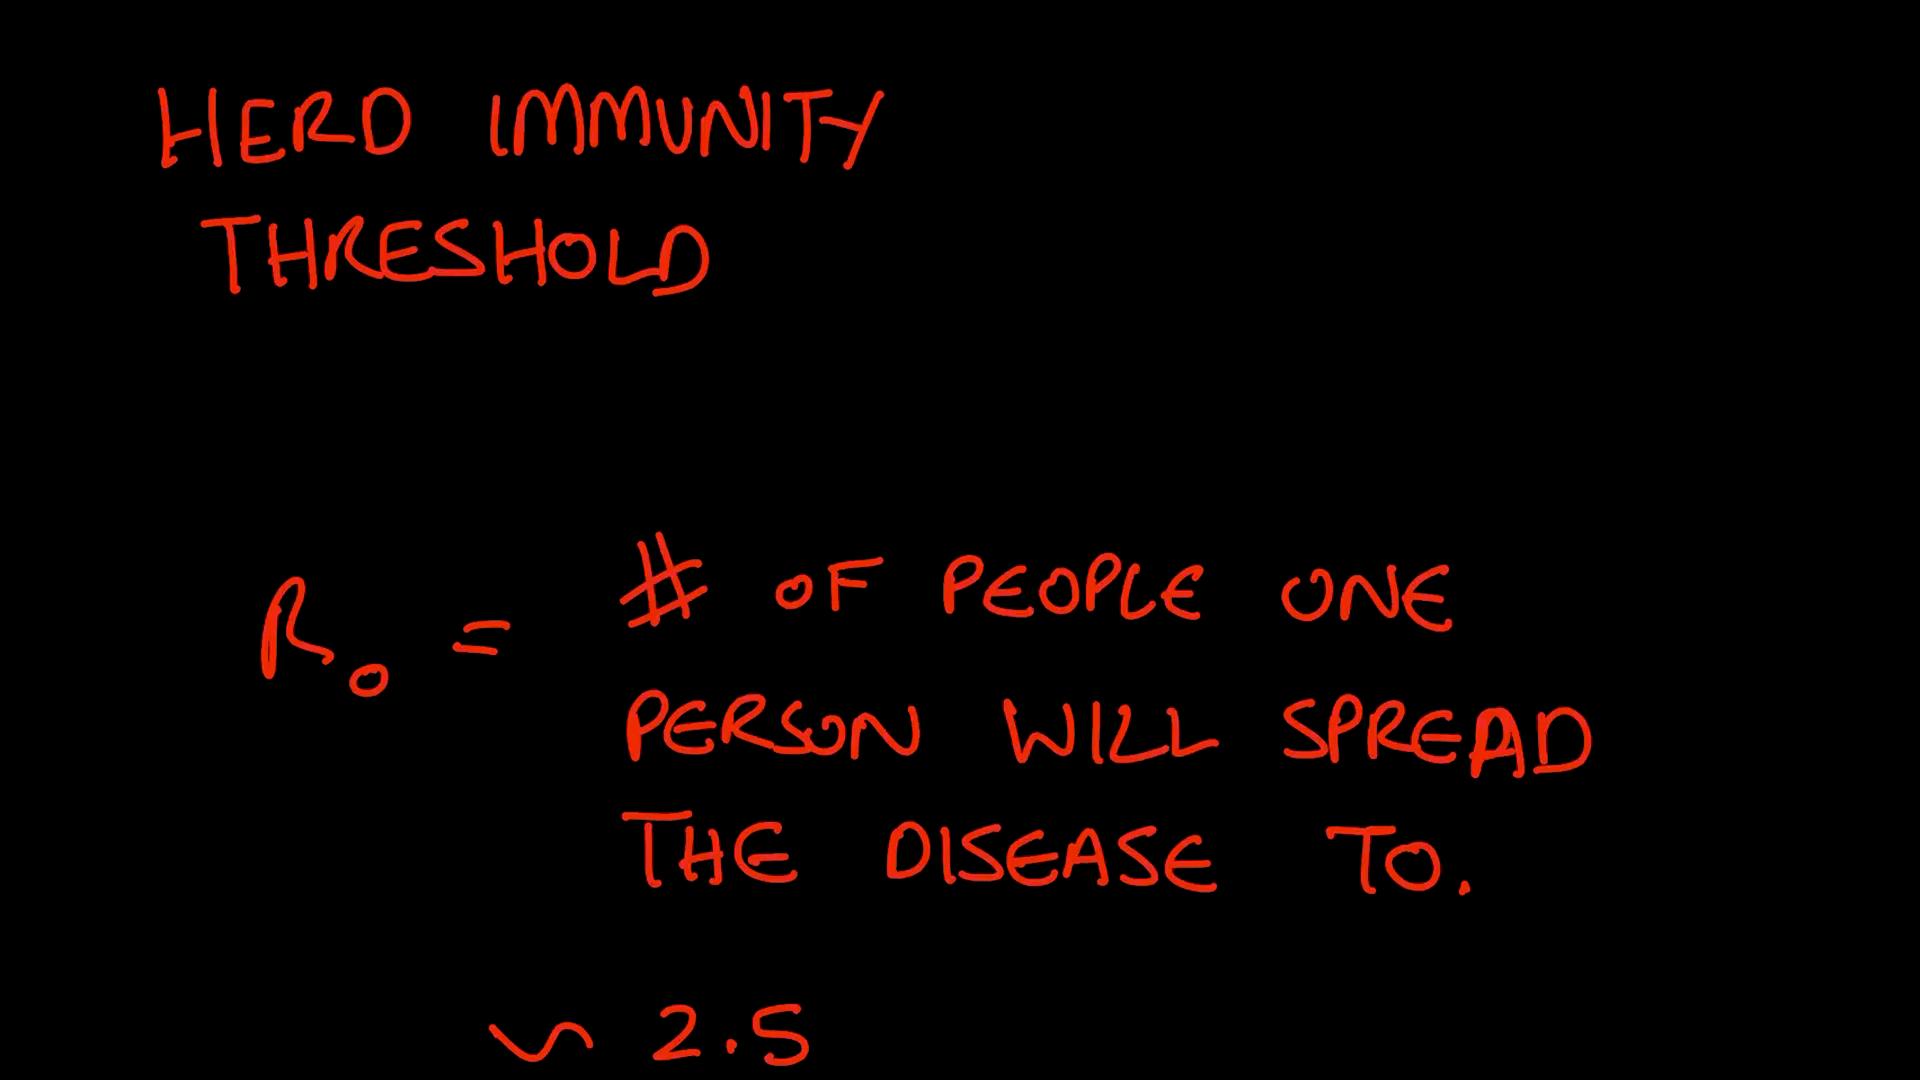 HERD IMMUNITY
THRESHOLD
R₀ = # OF PEOPLE ONE
PERSON WILL SPREAD
THE DISEASE TO.
~ 2.5